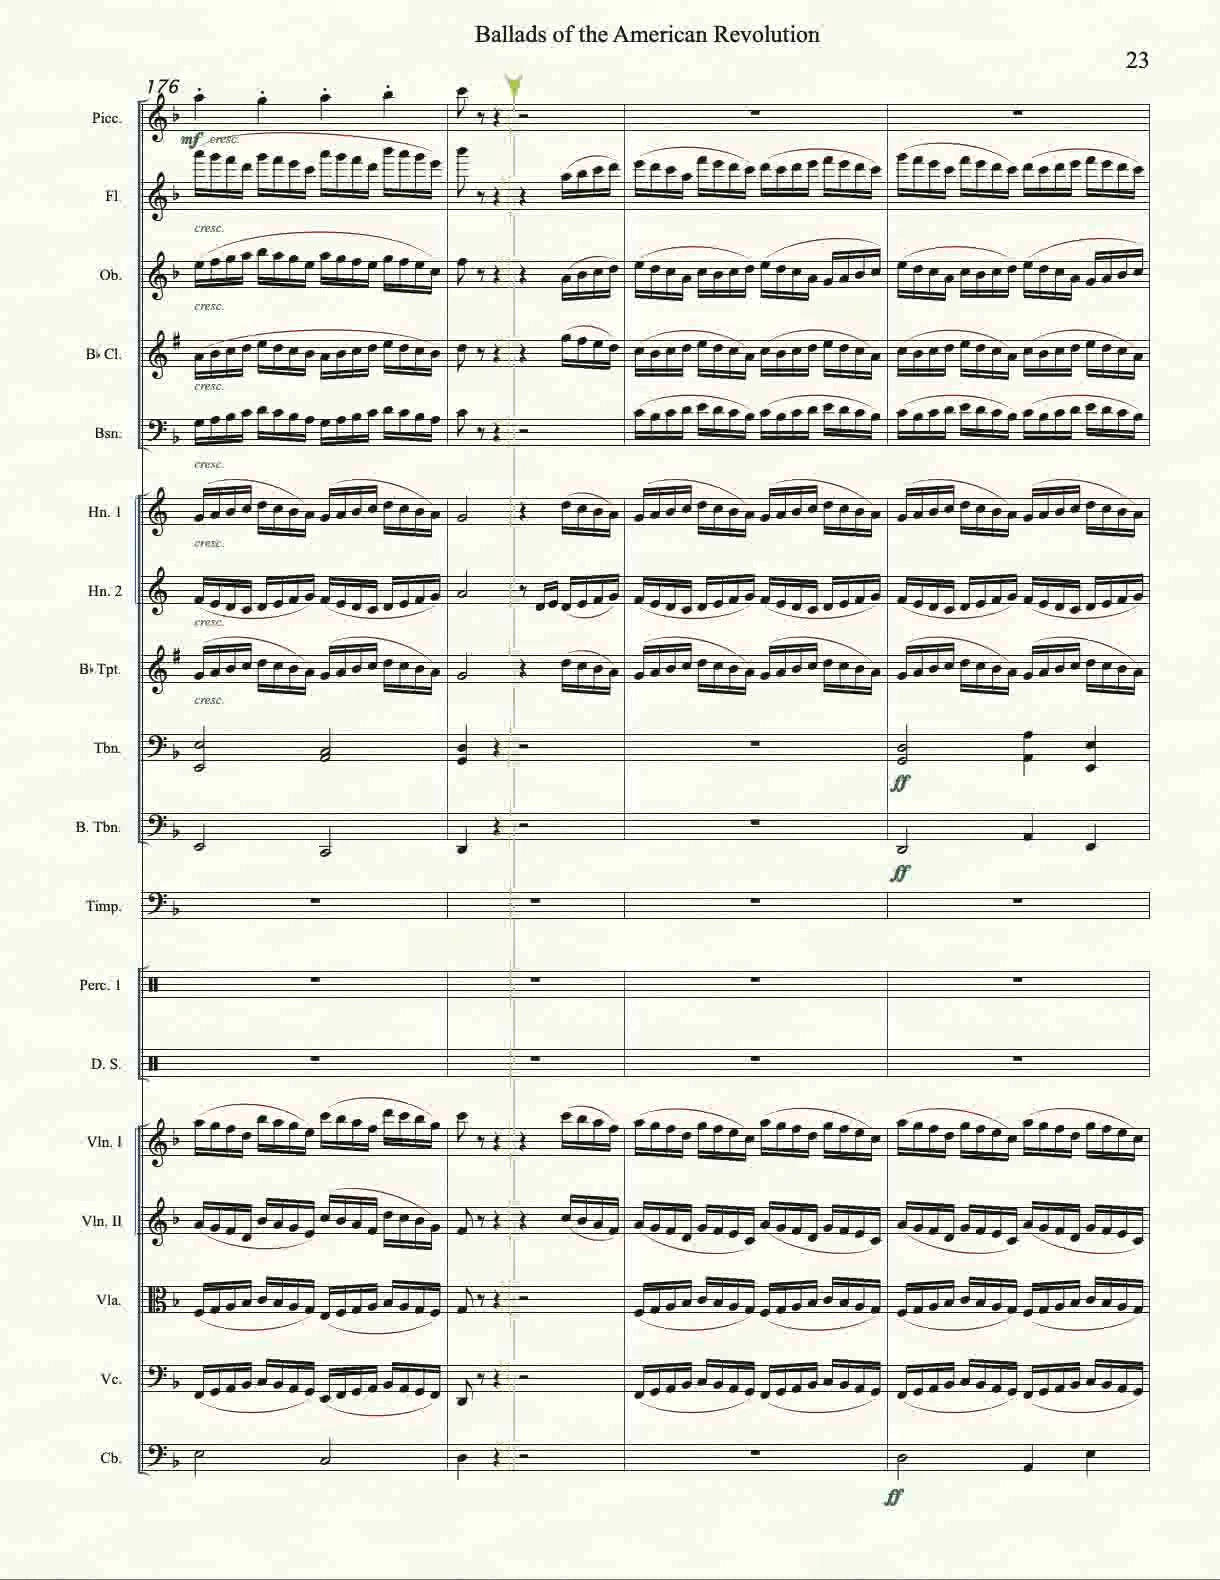 Ballads of the American Revolution
23
176
Picc.
mf cresc.
Fl.
cresc.
Ob.
cresc.
B♭ Cl.
cresc.
Bsn.
cresc.
Hn. 1
cresc.
Hn. 2
cresc.
B♭ Tpt.
cresc.
Tbn.
ff
B. Tbn.
ff
Timp.
Perc. 1
D. S.
Vln. I
Vln. II
Vla.
Vc.
Cb.
ff